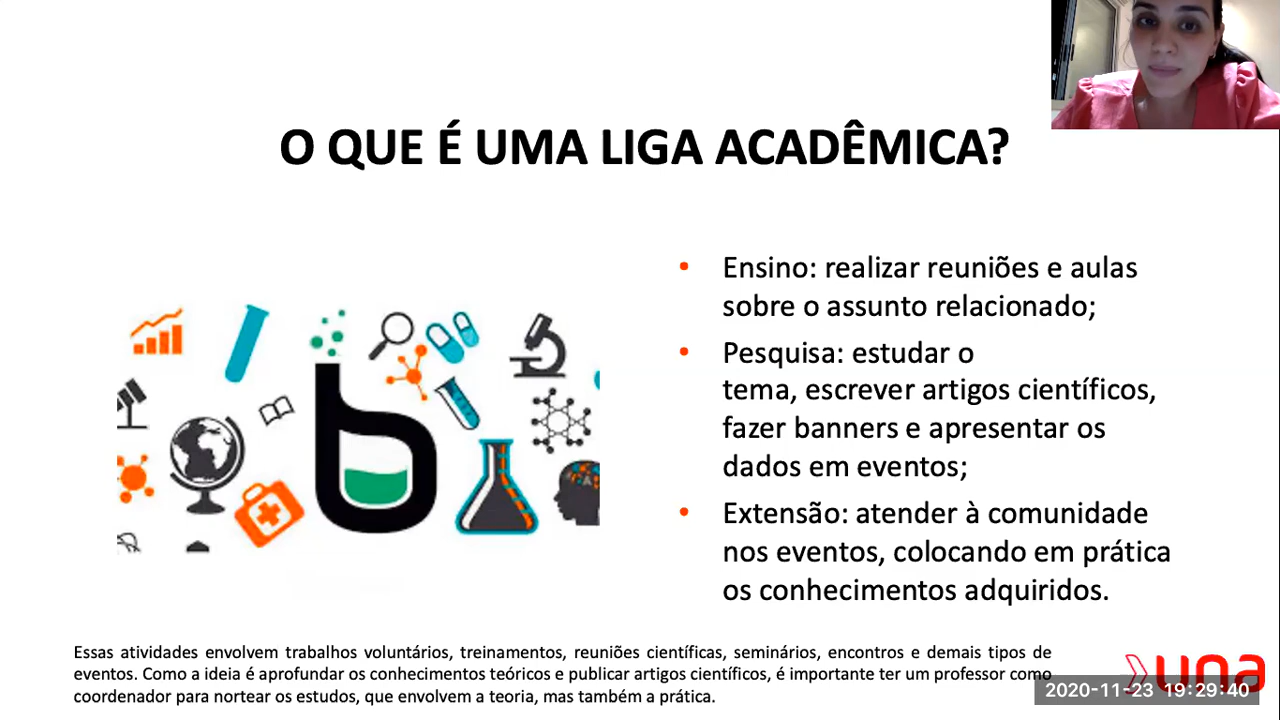 O QUE É UMA LIGA ACADÊMICA?
• Ensino: realizar reuniões e aulas
sobre o assunto relacionado;
• Pesquisa: estudar o
tema, escrever artigos científicos,
fazer banners e apresentar os
dados em eventos;
• Extensão: atender à comunidade
nos eventos, colocando em prática
os conhecimentos adquiridos.
Essas atividades envolvem trabalhos voluntários, treinamentos, reuniões científicas, seminários, encontros e demais tipos de
eventos. Como a ideia é aprofundar os conhecimentos teóricos e publicar artigos científicos, é importante ter um professor como
coordenador para nortear os estudos, que envolvem a teoria, mas também a prática.
una
2020-11-23 19:29:40